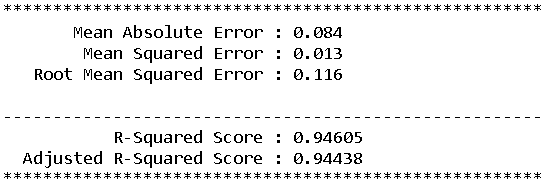 ******************************************************
Mean Absolute Error : 0.084
Mean Squared Error : 0.013
Root Mean Squared Error : 0.116
------------------------------------------------------
R-Squared Score : 0.94605
Adjusted R-Squared Score : 0.94438
******************************************************